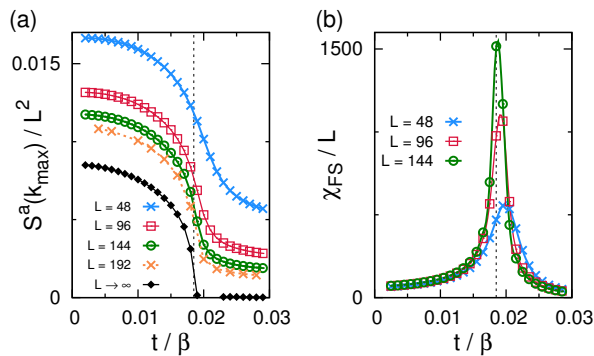 (a)
S^a(k_max) / L^2
0.015
0
L = 48
L = 96
L = 144
L = 192
L → ∞
0 0.01 0.02 0.03
t / β
(b)
χ_FS / L
1500
0
L = 48
L = 96
L = 144
0 0.01 0.02 0.03
t / β